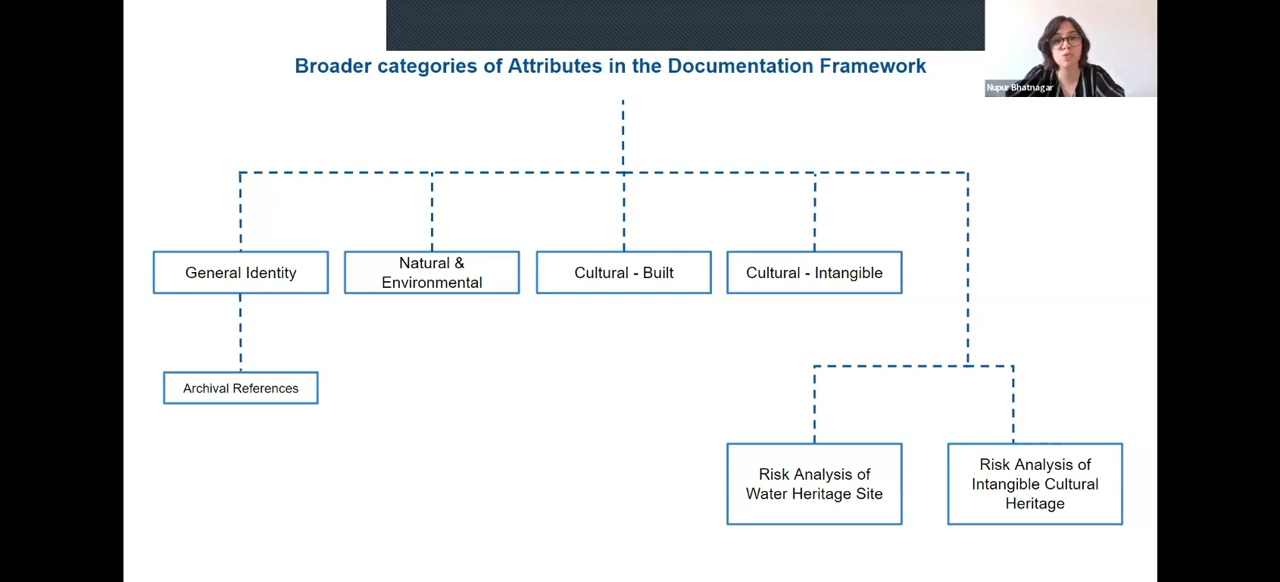 Broader categories of Attributes in the Documentation Framework
Nupur Bhatnagar
General Identity
Natural &
Environmental
Cultural - Built
Cultural - Intangible
Archival References
Risk Analysis of
Water Heritage Site
Risk Analysis of
Intangible Cultural
Heritage